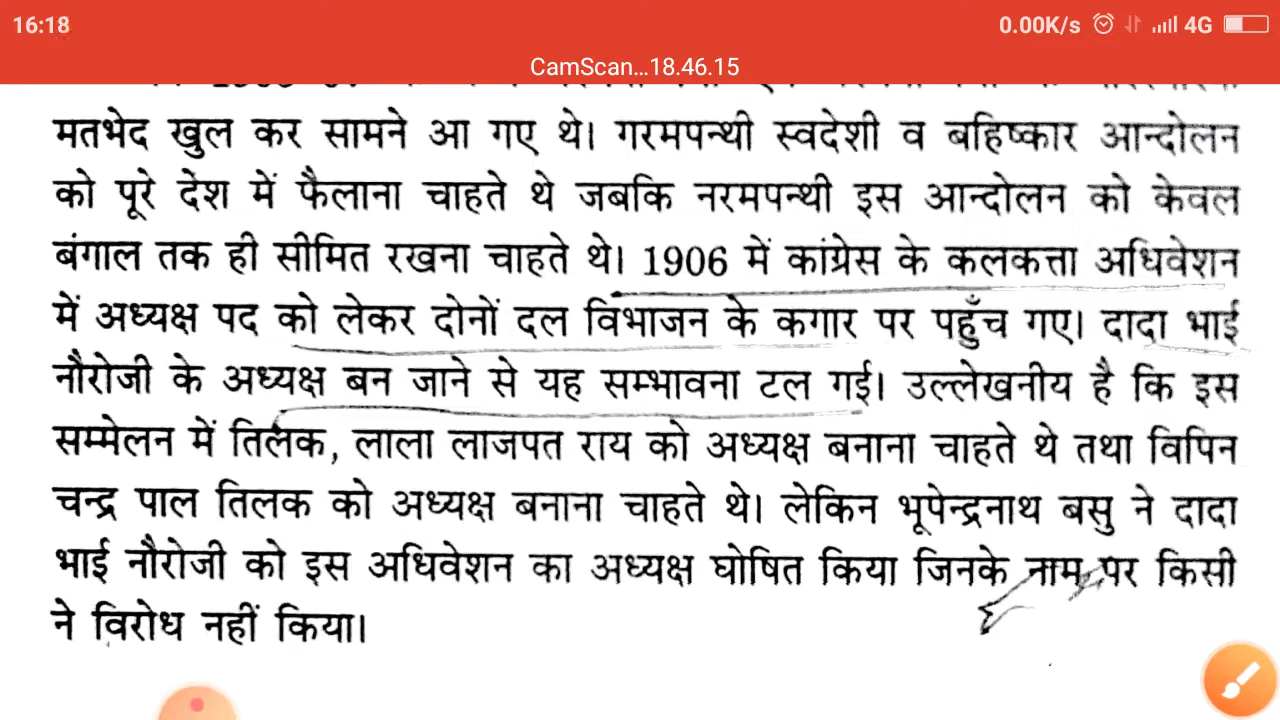 16:18
0.00K/s 4G
CamScan...18.46.15
मतभेद खुल कर सामने आ गए थे। गरमपन्थी स्वदेशी व बहिष्कार आन्दोलन
को पूरे देश में फैलाना चाहते थे जबकि नरमपन्थी इस आन्दोलन को केवल
बंगाल तक ही सीमित रखना चाहते थे। 1906 में कांग्रेस के कलकत्ता अधिवेशन
में अध्यक्ष पद को लेकर दोनों दल विभाजन के कगार पर पहुँच गए। दादा भाई
नौरोजी के अध्यक्ष बन जाने से यह सम्भावना टल गई। उल्लेखनीय है कि इस
सम्मेलन में तिलक, लाला लाजपत राय को अध्यक्ष बनाना चाहते थे तथा विपिन
चन्द्र पाल तिलक को अध्यक्ष बनाना चाहते थे। लेकिन भूपेन्द्रनाथ बसु ने दादा
भाई नौरोजी को इस अधिवेशन का अध्यक्ष घोषित किया जिनके नाम पर किसी
ने विरोध नहीं किया।